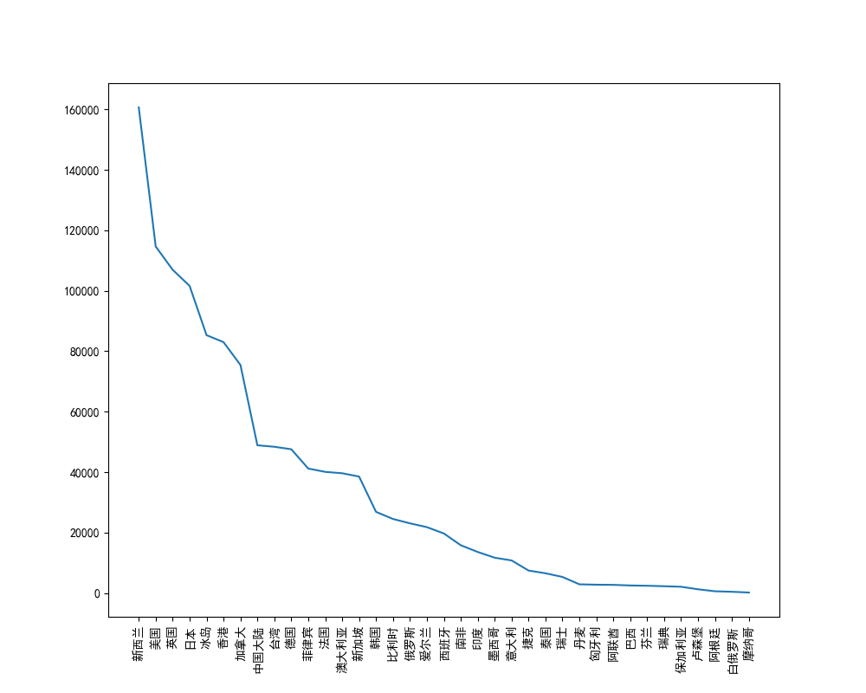 160000
140000
120000
100000
80000
60000
40000
20000
0
新西兰
美国
英国
日本
冰岛
香港
加拿大
中国大陆
台湾
德国
菲律宾
法国
澳大利亚
新加坡
韩国
比利时
俄罗斯
爱尔兰
西班牙
南非
印度
墨西哥
意大利
捷克
泰国
瑞士
丹麦
匈牙利
阿联酋
巴西
芬兰
瑞典
保加利亚
卢森堡
阿根廷
白俄罗斯
摩纳哥